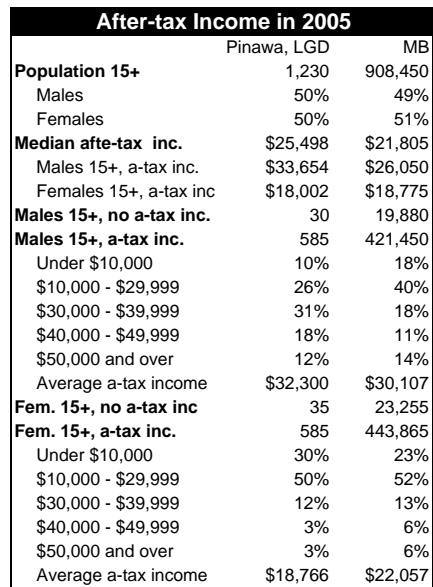 After-tax Income in 2005
Pinawa, LGD MB
Population 15+ 1,230 908,450
Males 50% 49%
Females 50% 51%
Median afte-tax inc. $25,498 $21,805
Males 15+, a-tax inc. $33,654 $26,050
Females 15+, a-tax inc $18,002 $18,775
Males 15+, no a-tax inc. 30 19,880
Males 15+, a-tax inc. 585 421,450
Under $10,000 10% 18%
$10,000 - $29,999 26% 40%
$30,000 - $39,999 31% 18%
$40,000 - $49,999 18% 11%
$50,000 and over 12% 14%
Average a-tax income $32,300 $30,107
Fem. 15+, no a-tax inc 35 23,255
Fem. 15+, a-tax inc. 585 443,865
Under $10,000 30% 23%
$10,000 - $29,999 50% 52%
$30,000 - $39,999 12% 13%
$40,000 - $49,999 3% 6%
$50,000 and over 3% 6%
Average a-tax income $18,766 $22,057